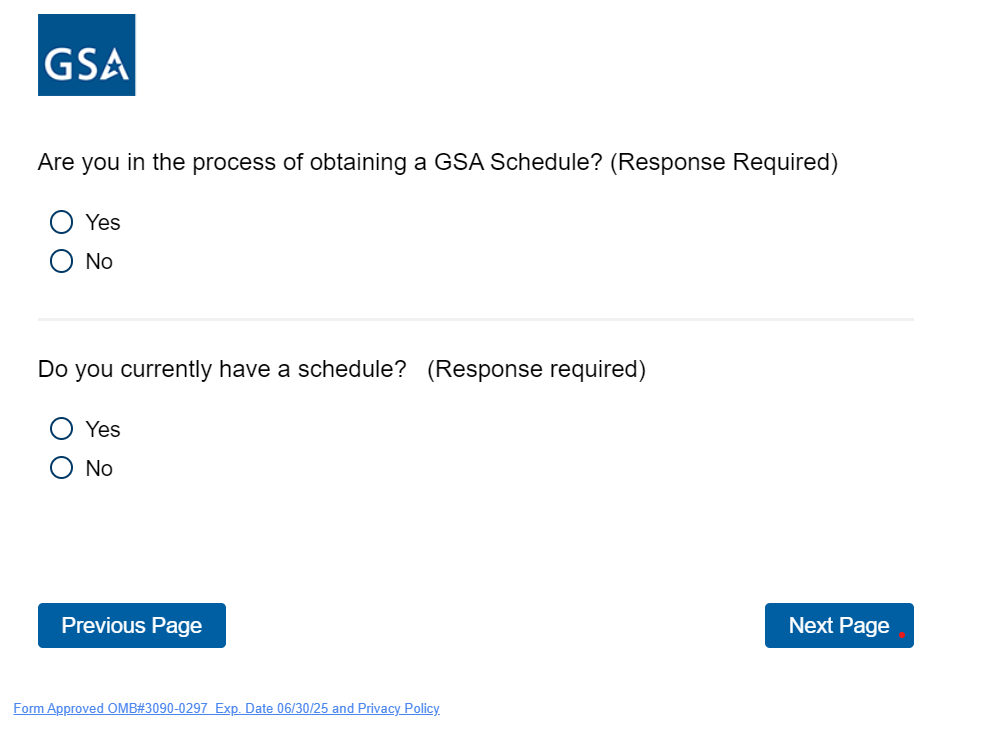 GSA
Are you in the process of obtaining a GSA Schedule? (Response Required)
Yes
No
Do you currently have a schedule?   (Response required)
Yes
No
Previous Page
Next Page
Form Approved OMB#3090-0297  Exp. Date 06/30/25 and Privacy Policy